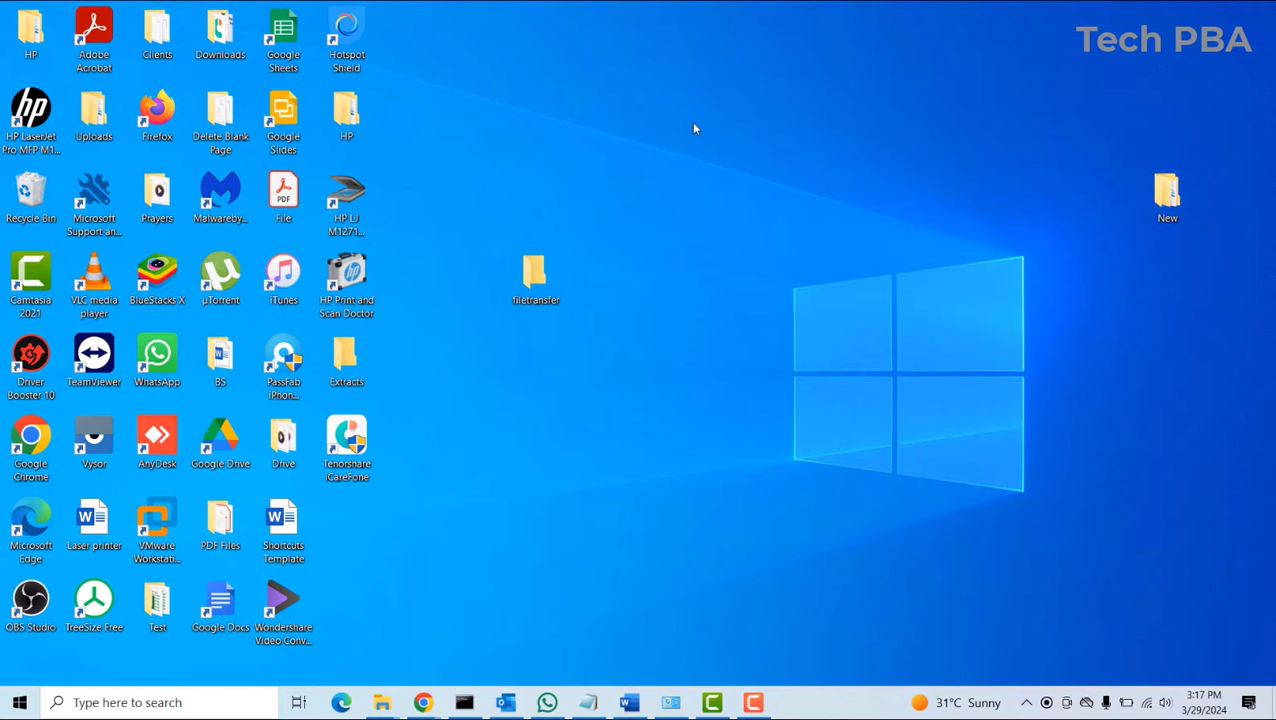 Tech PBA
HP
Adobe
Acrobat
Clients
Downloads
Google
Sheets
Hotspot
Shield
hp
HP LaserJet
Pro MFP M1...
Uploads
Firefox
Delete Blank
Page
Google
Slides
HP
Recycle Bin
Microsoft
Support an...
Prayers
Malwareby...
PDF
File
HP LJ
M1271...
New
Camtasia
2021
VLC media
player
BlueStacks X
µTorrent
iTunes
HP Print and
Scan Doctor
filetransfer
Driver
Booster 10
TeamViewer
WhatsApp
BS
PassFab
iPhon...
Extracts
Google
Chrome
Vysor
AnyDesk
Google Drive
Drive
Tenorshare
iCareFone
Microsoft
Edge
Laser printer
VMware
Workstati...
PDF Files
Shortcuts
Template
OBS Studio
TreeSize Free
Test
Google Docs
Wondershare
Video Conv...
Type here to search
31°C Sunny
3:17 PM
3/29/2024